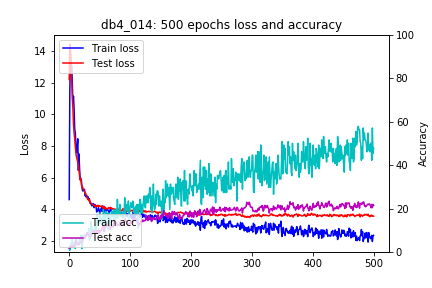 db4_014: 500 epochs loss and accuracy
Train loss
Test loss
Train acc
Test acc
Loss
Accuracy
14
12
10
8
6
4
2
100
80
60
40
20
0
0
100
200
300
400
500